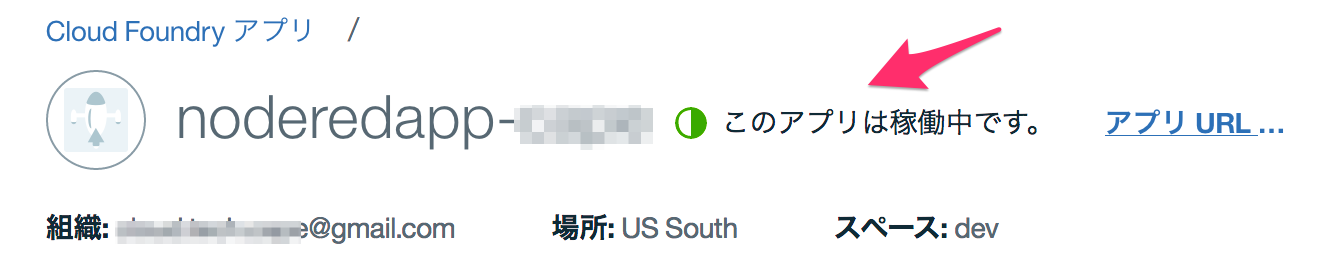 Cloud Foundry アプリ /
noderedapp- このアプリは稼働中です。 アプリ URL ...
組織: @gmail.com 場所: US South スペース: dev